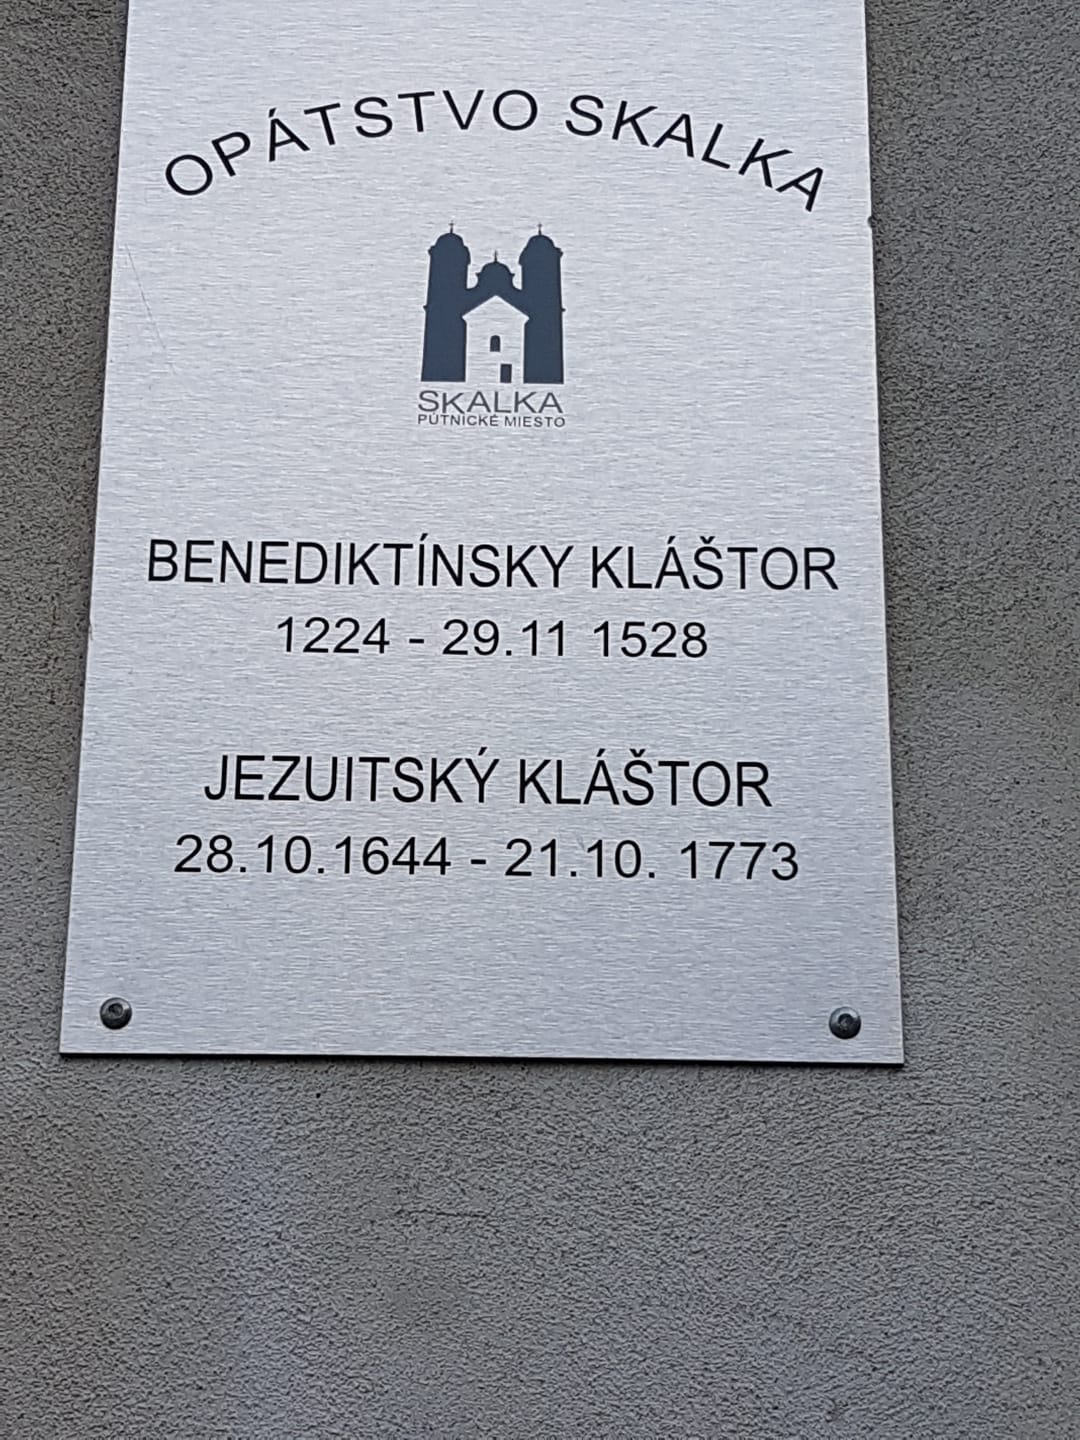 OPÁTSTVO SKALKA
SKALKA
PÚTNICKÉ MIESTO
BENEDIKTÍNSKY KLÁŠTOR
1224 - 29.11 1528
JEZUITSKÝ KLÁŠTOR
28.10.1644 - 21.10. 1773